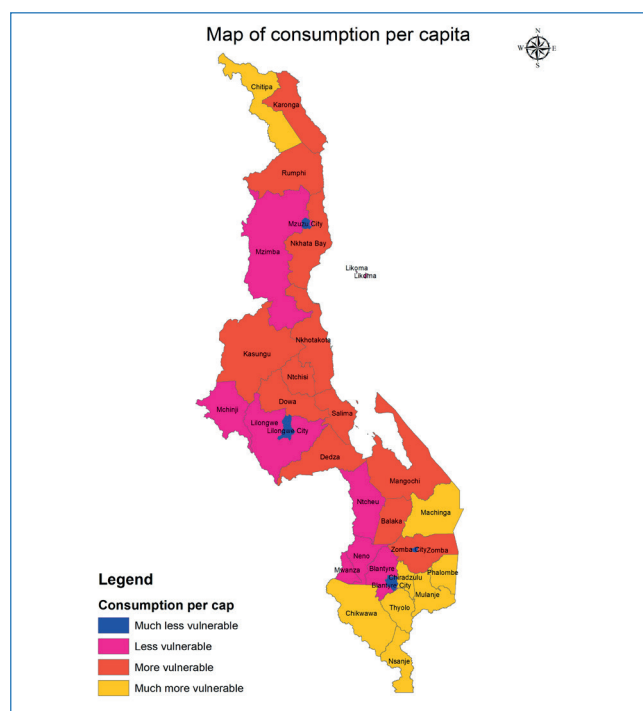 Map of consumption per capita
N
W
E
S
Chitipa
Karonga
Rumphi
Mzuzu City
Mzimba
Nkhata Bay
Likoma
Likoma
Nkhotakota
Kasungu
Ntchisi
Dowa
Mchinji
Salima
Lilongwe
Lilongwe City
Dedza
Mangochi
Ntcheu
Machinga
Balaka
Zomba City
Zomba
Neno
Blantyre
Mwanza
Phalombe
Chiradzulu
Blantyre City
Mulanje
Thyolo
Chikwawa
Nsanje
Legend
Consumption per cap
Much less vulnerable
Less vulnerable
More vulnerable
Much more vulnerable